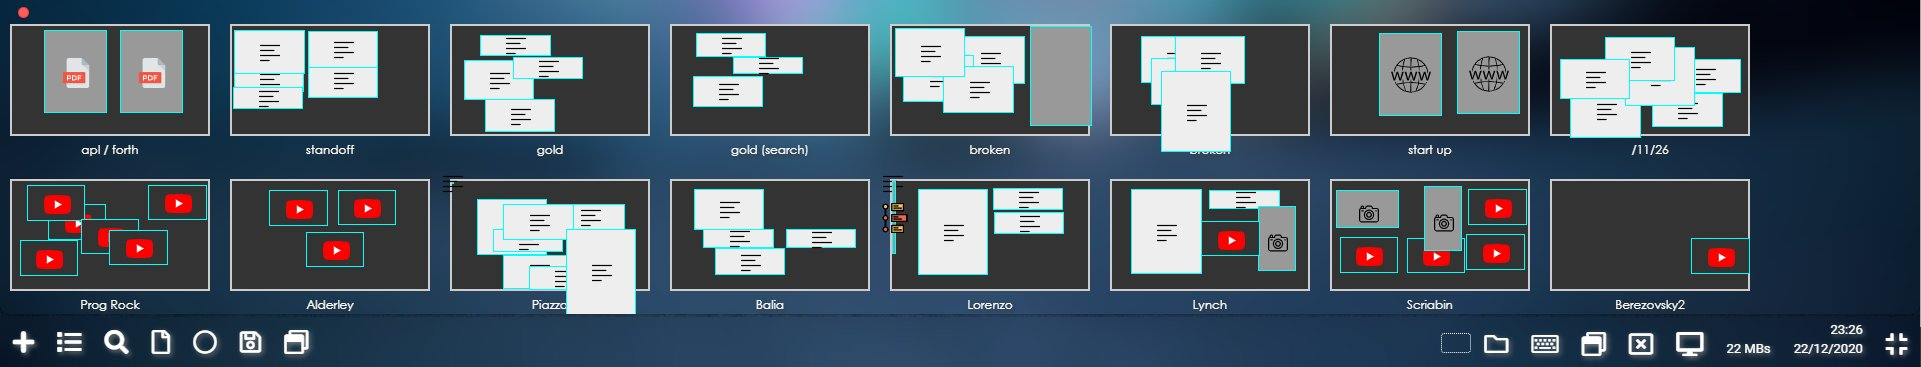 PDF
PDF
WWW
WWW
apl / forth
standoff
gold
gold (search)
broken
broken
start up
/11/26
Prog Rock
Alderley
Piazza
Balia
Lorenzo
Lynch
Scriabin
Berezovsky2
22 MBs
23:26
22/12/2020